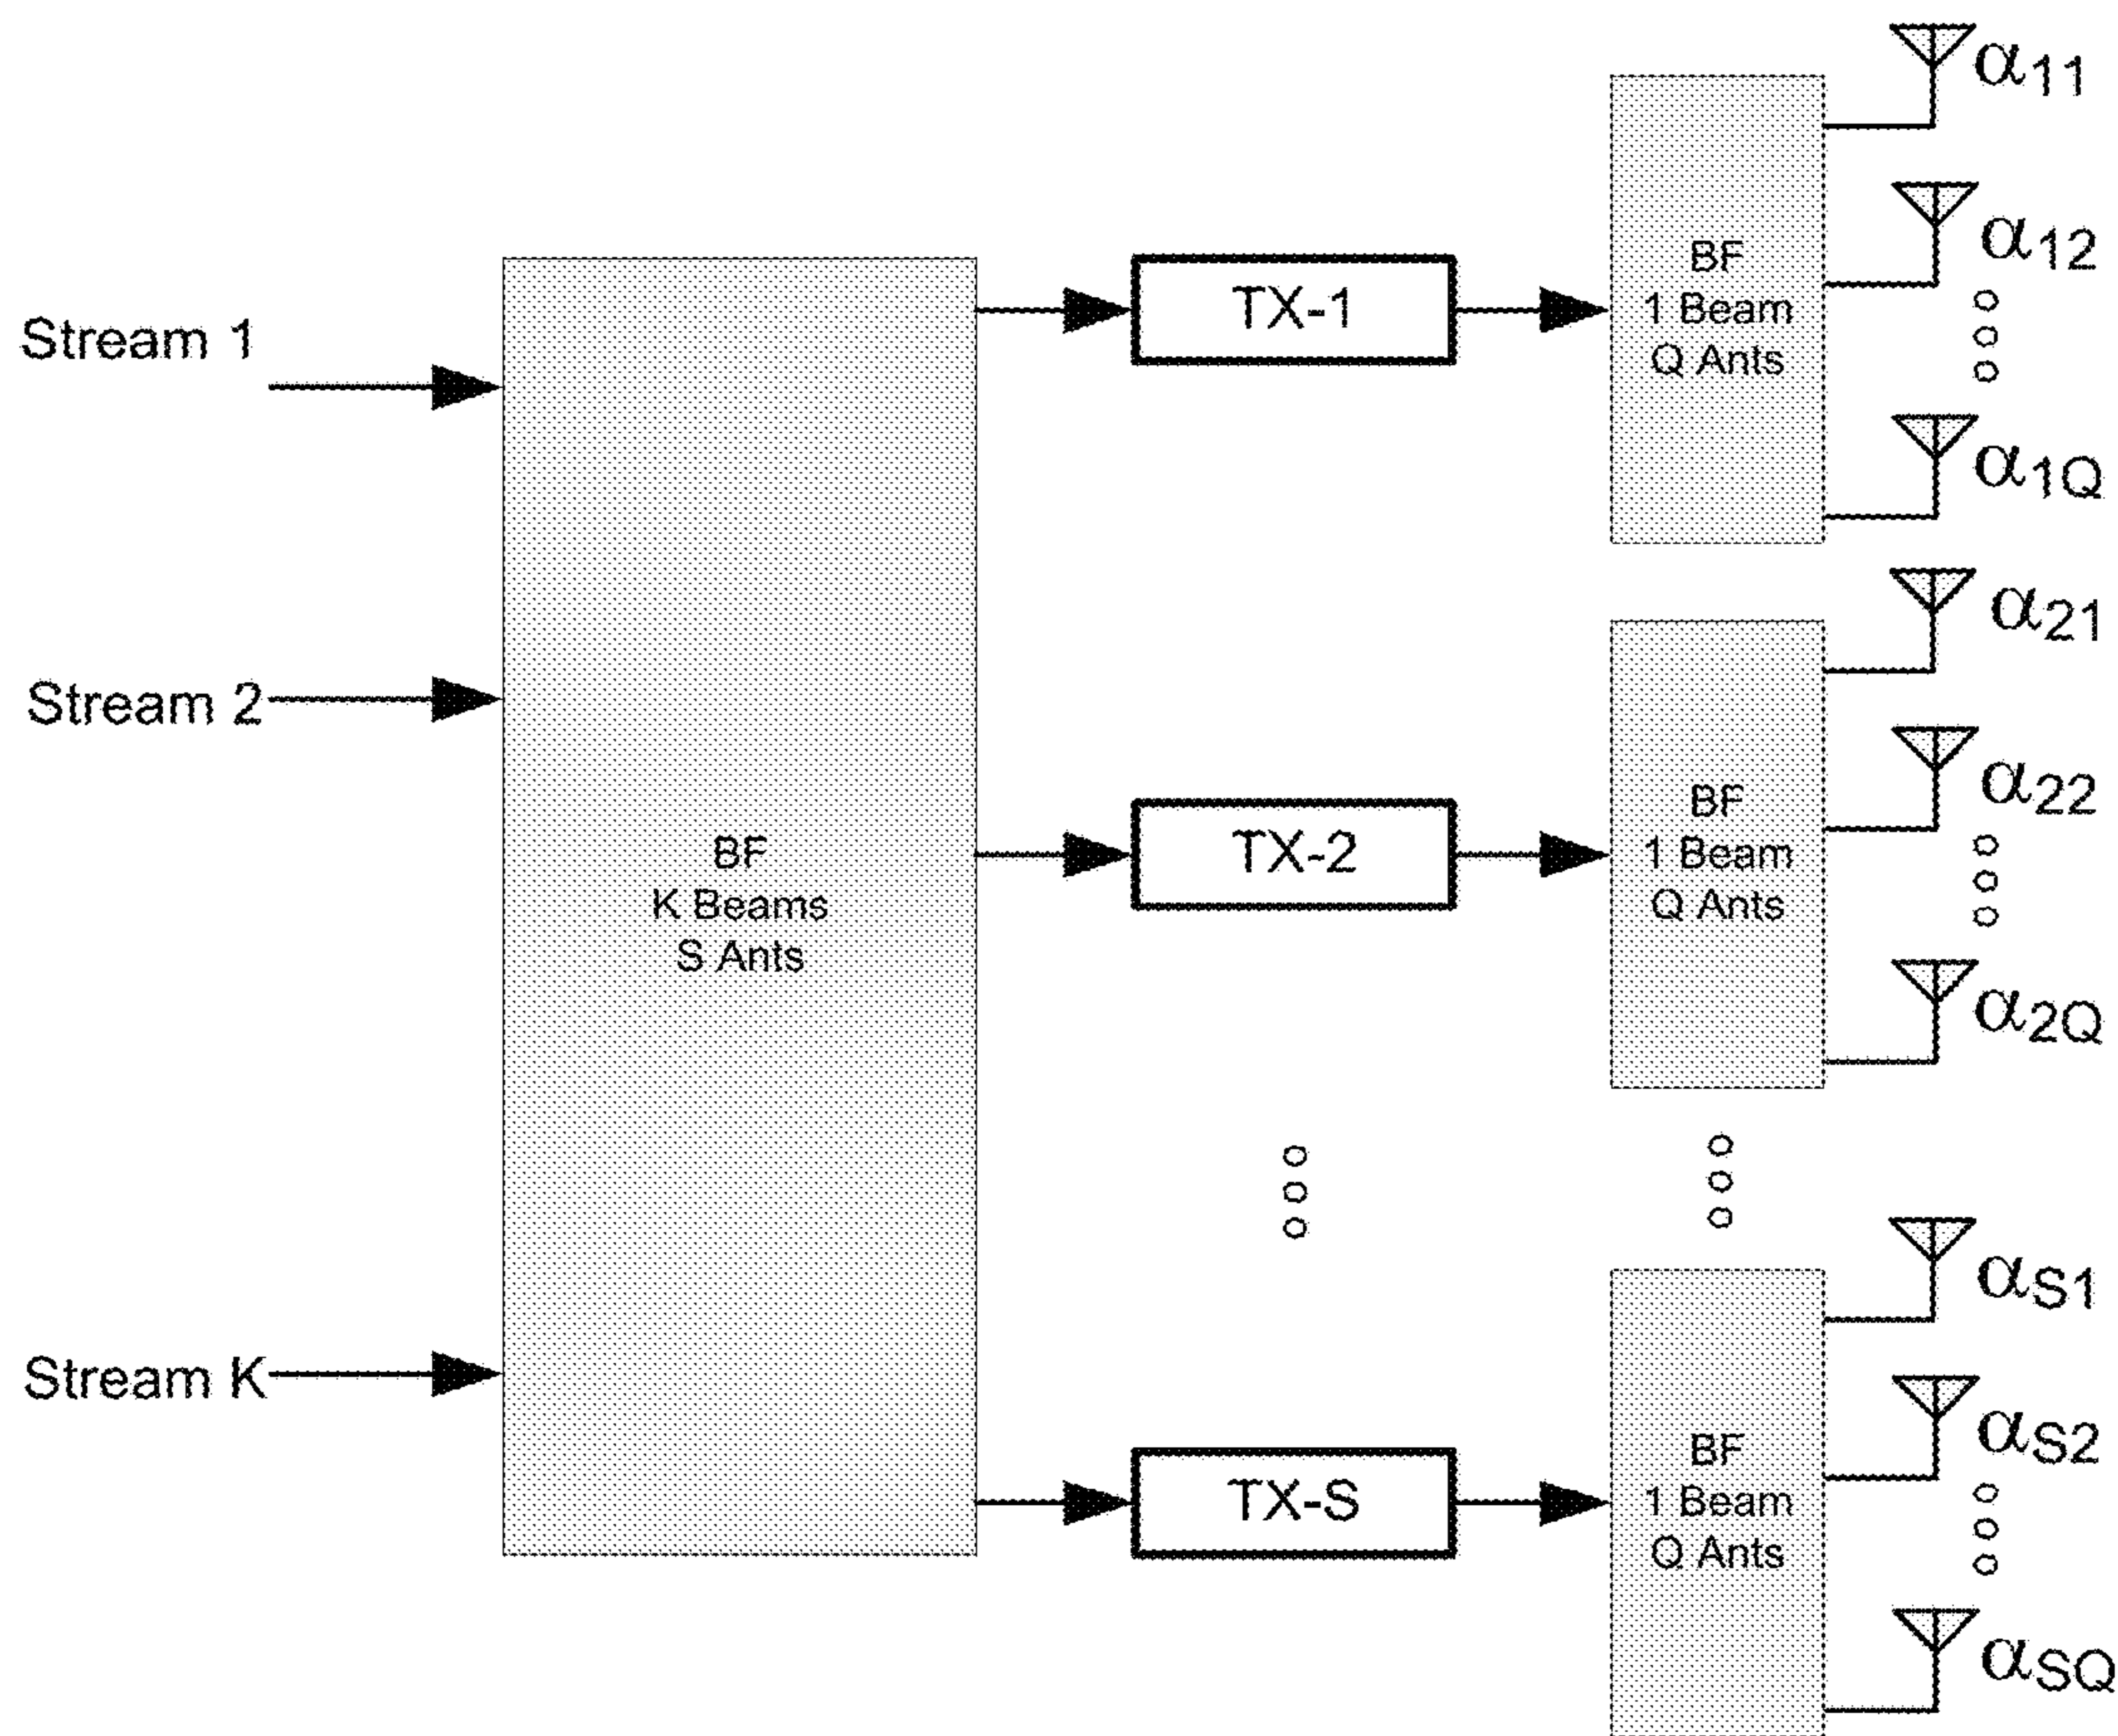 Stream 1
Stream 2
Stream K
BF
K Beams
S Ants
TX-1
TX-2
TX-S
BF
1 Beam
Q Ants
α11
α12
α1Q
BF
1 Beam
Q Ants
α21
α22
α2Q
BF
1 Beam
Q Ants
αS1
αS2
αSQ